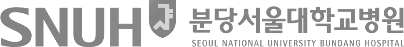 SNUH
분당서울대학교병원
SEOUL NATIONAL UNIVERSITY BUNDANG HOSPITAL